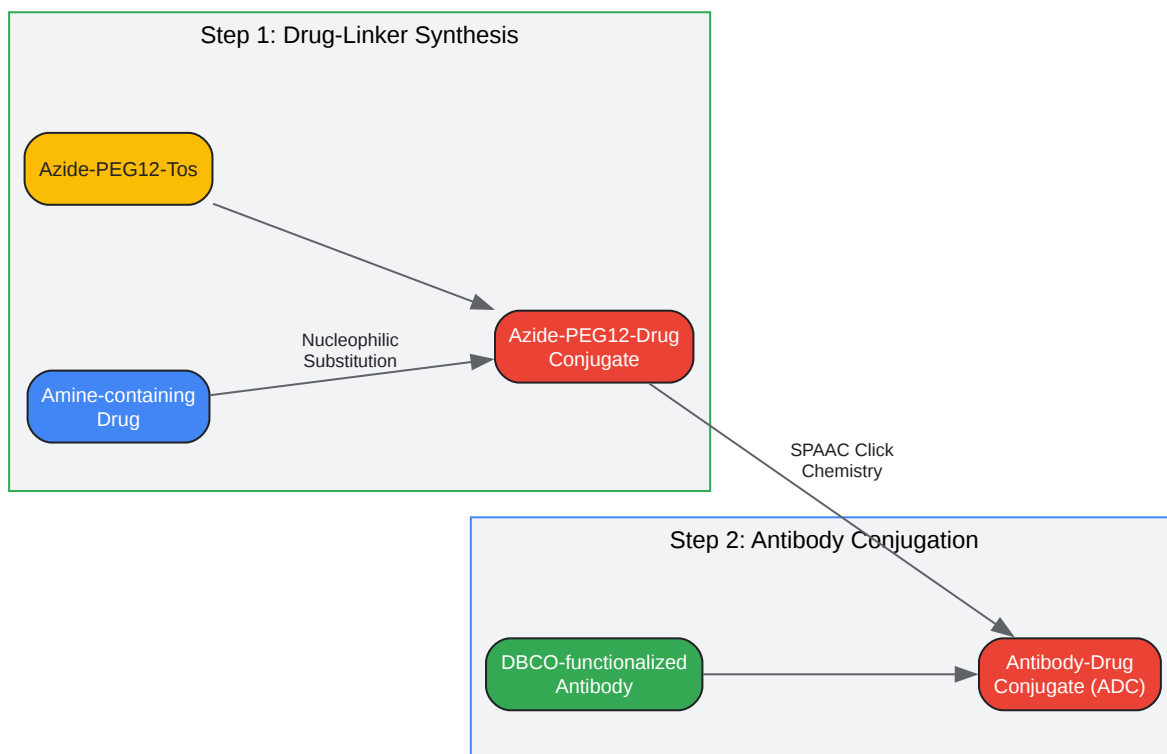 Step 1: Drug-Linker Synthesis
Azide-PEG12-Tos
Nucleophilic
Substitution
Azide-PEG12-Drug
Conjugate
Amine-containing
Drug
SPAAC Click
Chemistry
Step 2: Antibody Conjugation
DBCO-functionalized
Antibody
Antibody-Drug
Conjugate (ADC)